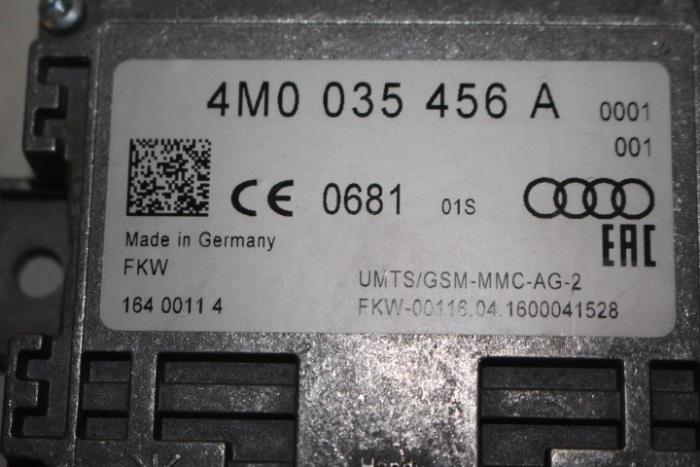 4M0 035 456 A 0001
001
CE 0681 01S
EAC
Made in Germany
FKW
UMTS/GSM-MMC-AG-2
164 0011 4
FKW-00116.04.1600041528